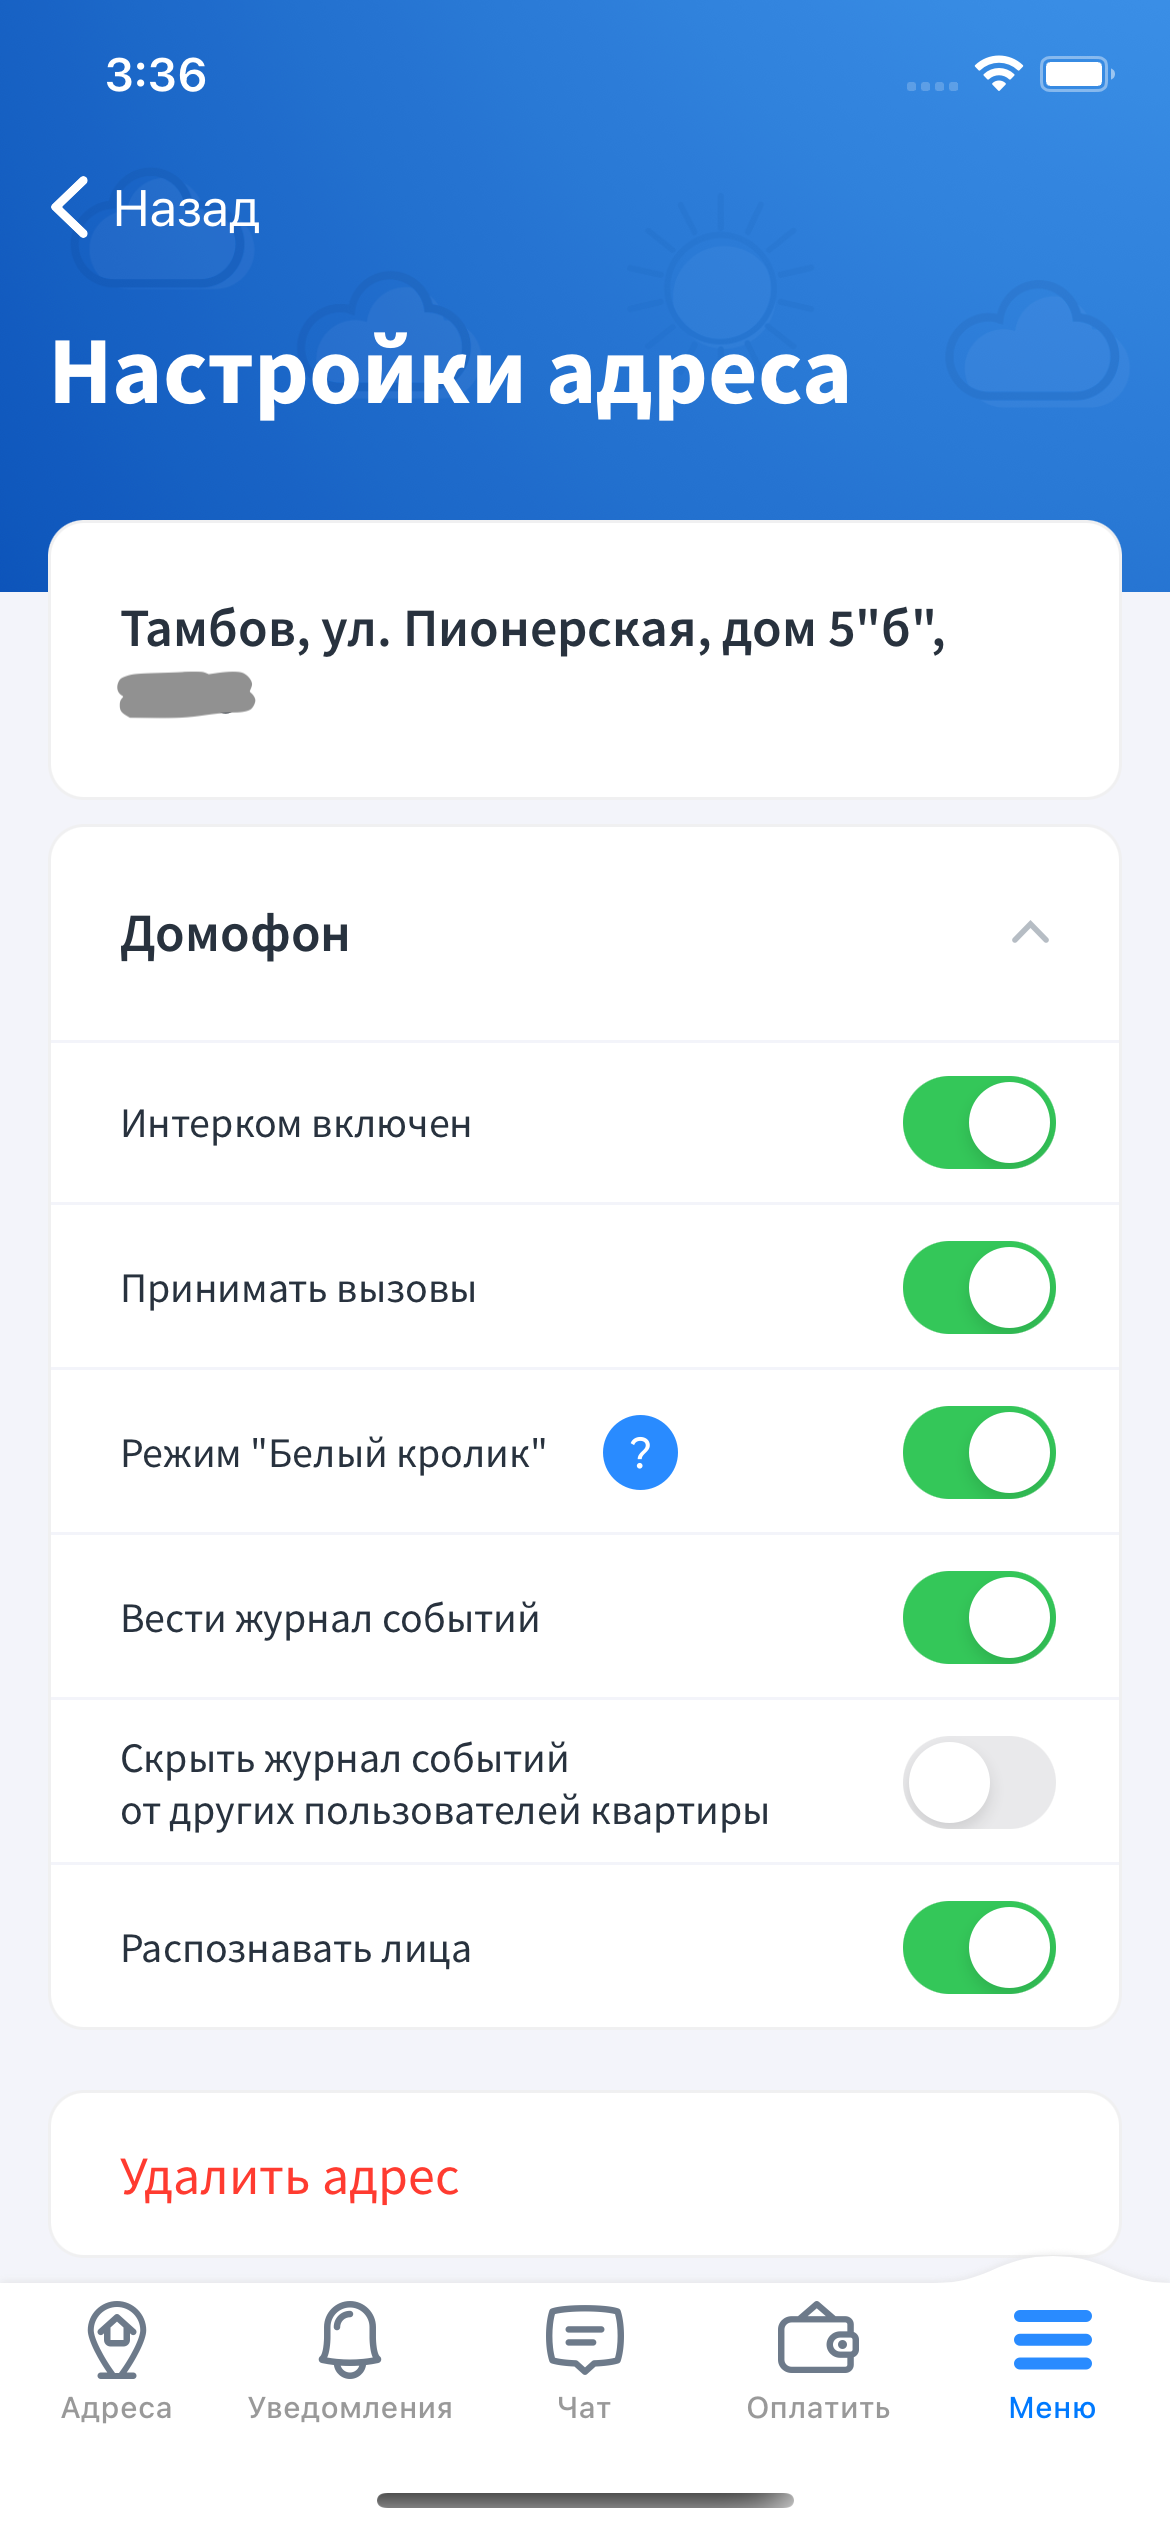 3:36
Назад
Настройки адреса
Тамбов, ул. Пионерская, дом 5"б",
Домофон
Интерком включен
Принимать вызовы
Режим "Белый кролик" ?
Вести журнал событий
Скрыть журнал событий
от других пользователей квартиры
Распознавать лица
Удалить адрес
Адреса Уведомления Чат Оплатить Меню